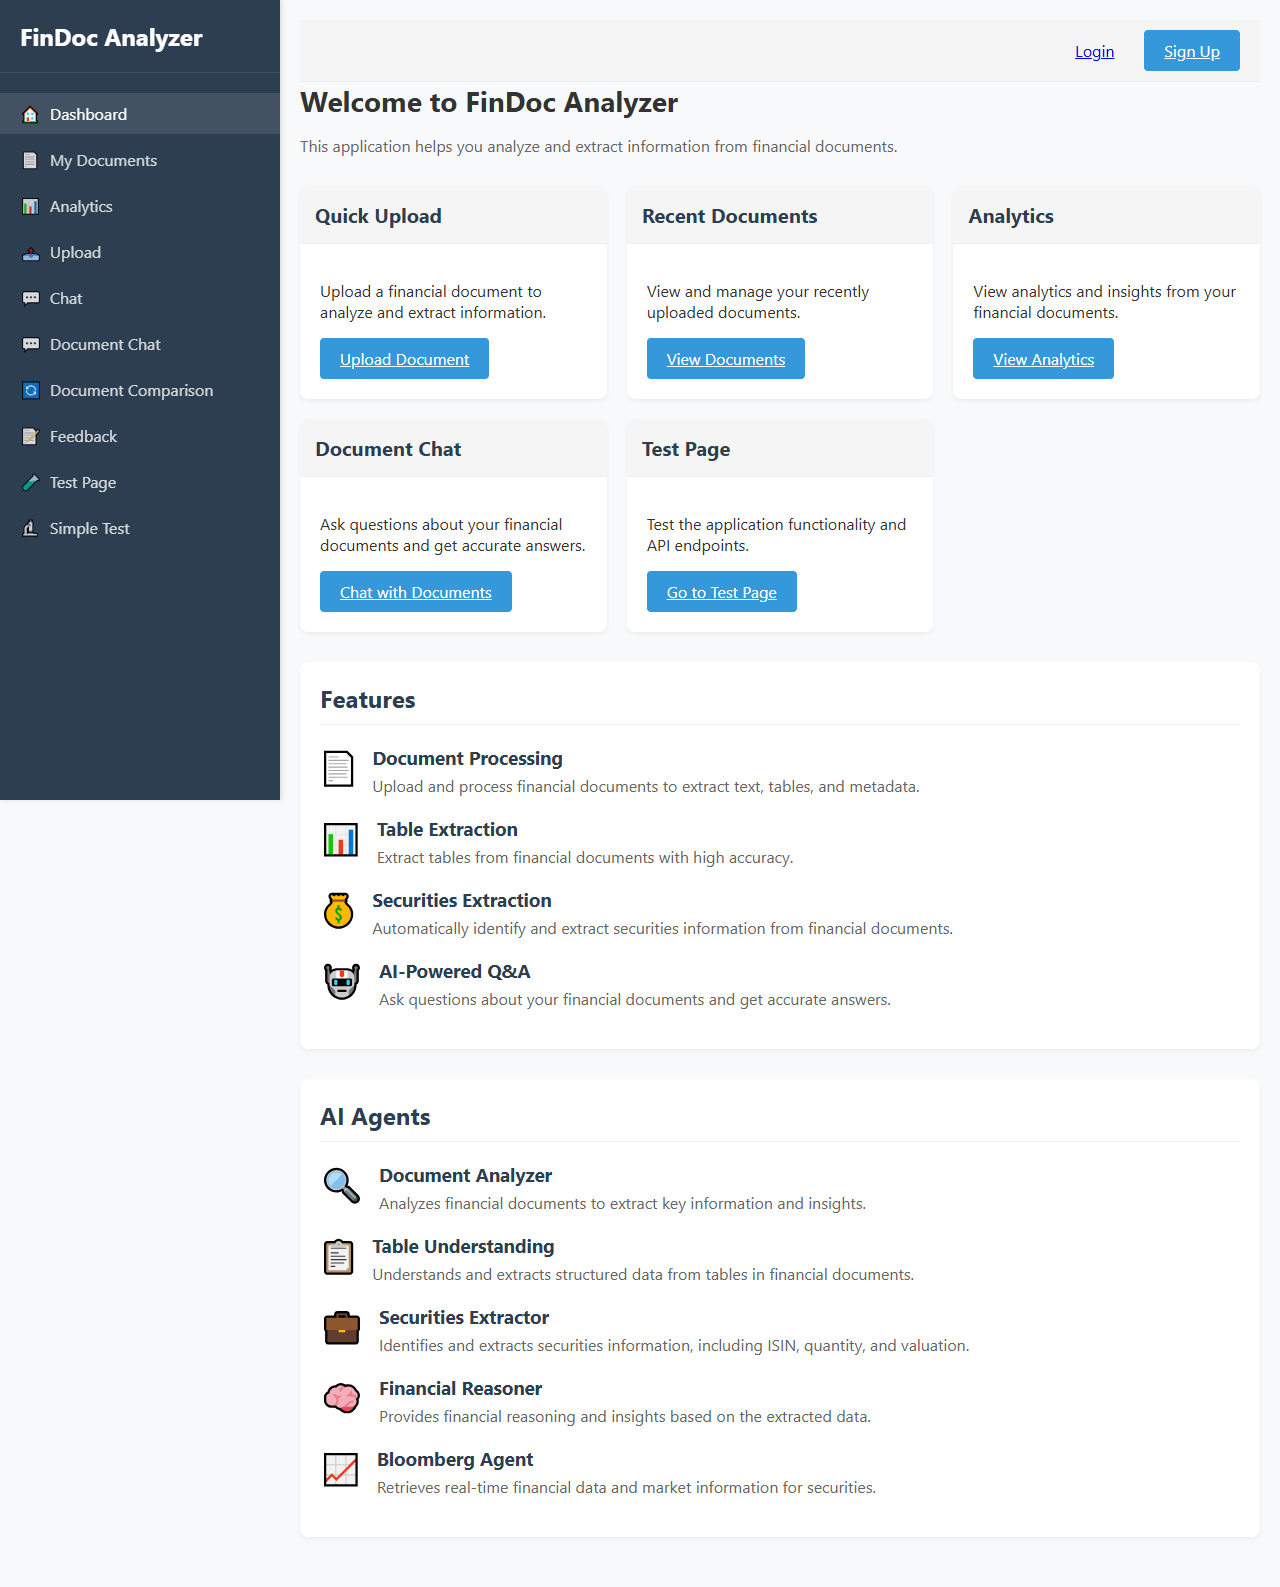 FinDoc Analyzer
Dashboard
My Documents
Analytics
Upload
Chat
Document Chat
Document Comparison
Feedback
Test Page
Simple Test
Login
Sign Up
Welcome to FinDoc Analyzer
This application helps you analyze and extract information from financial documents.
Quick Upload
Upload a financial document to
analyze and extract information.
Upload Document
Recent Documents
View and manage your recently
uploaded documents.
View Documents
Analytics
View analytics and insights from your
financial documents.
View Analytics
Document Chat
Ask questions about your financial
documents and get accurate answers.
Chat with Documents
Test Page
Test the application functionality and
API endpoints.
Go to Test Page
Features
Document Processing
Upload and process financial documents to extract text, tables, and metadata.
Table Extraction
Extract tables from financial documents with high accuracy.
Securities Extraction
Automatically identify and extract securities information from financial documents.
AI-Powered Q&A
Ask questions about your financial documents and get accurate answers.
AI Agents
Document Analyzer
Analyzes financial documents to extract key information and insights.
Table Understanding
Understands and extracts structured data from tables in financial documents.
Securities Extractor
Identifies and extracts securities information, including ISIN, quantity, and valuation.
Financial Reasoner
Provides financial reasoning and insights based on the extracted data.
Bloomberg Agent
Retrieves real-time financial data and market information for securities.